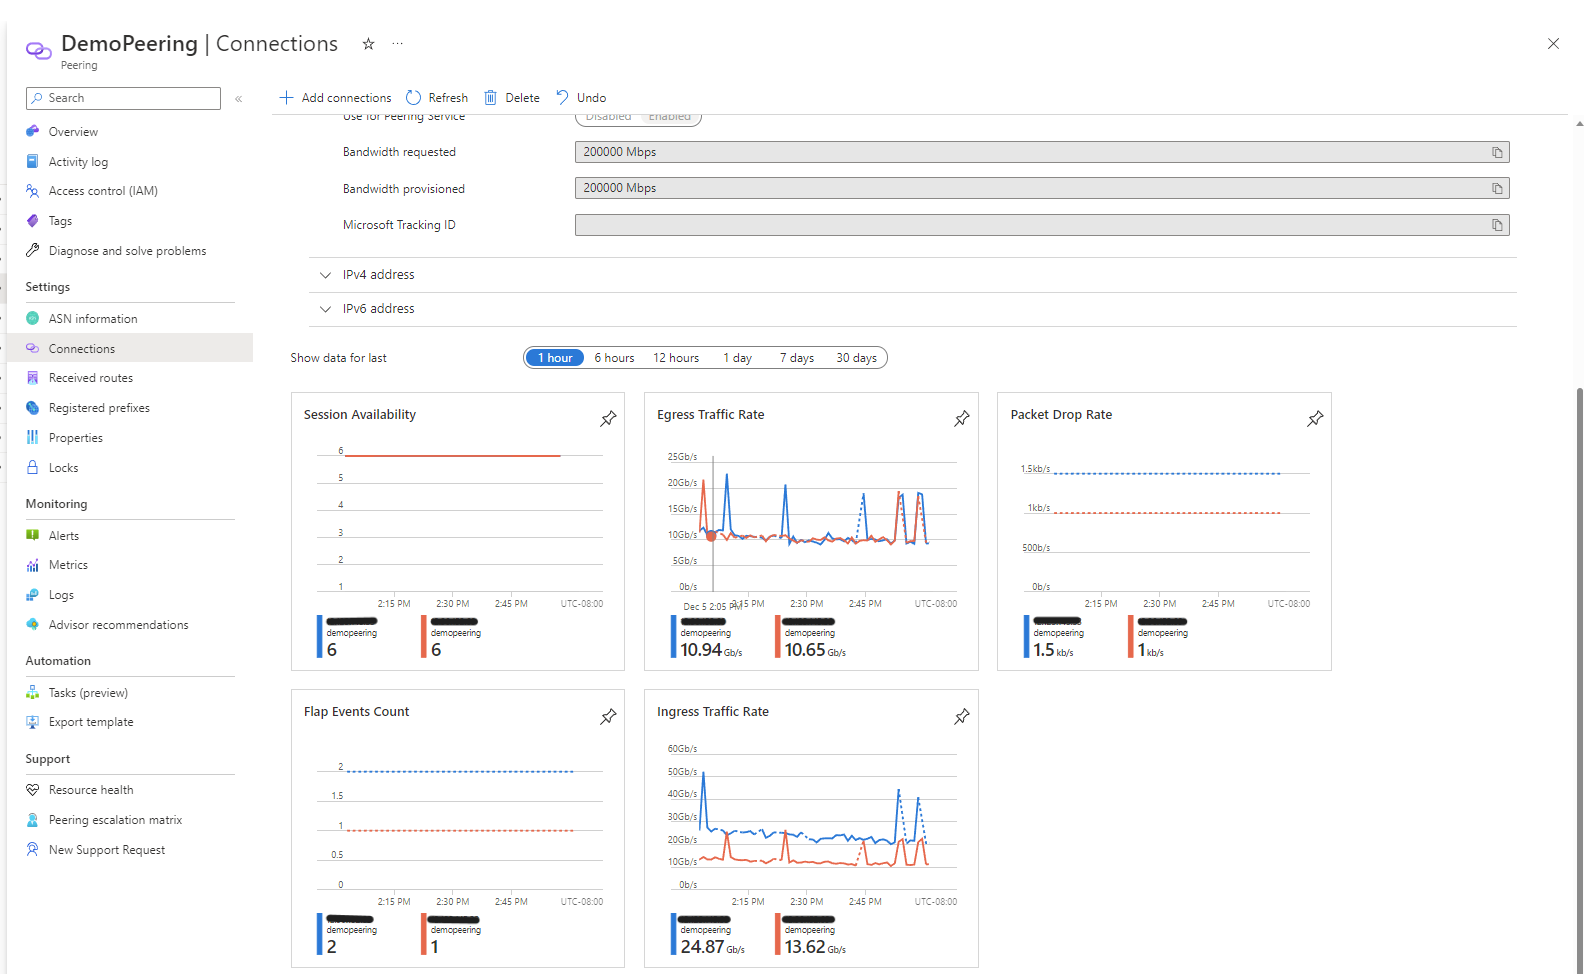 DemoPeering | Connections
Peering
Search
Add connections
Refresh
Delete
Undo
Overview
Activity log
Access control (IAM)
Tags
Diagnose and solve problems
Settings
ASN information
Connections
Received routes
Registered prefixes
Properties
Locks
Monitoring
Alerts
Metrics
Logs
Advisor recommendations
Automation
Tasks (preview)
Export template
Support
Resource health
Peering escalation matrix
New Support Request
Use for Peering Service
Disabled Enabled
Bandwidth requested
200000 Mbps
Bandwidth provisioned
200000 Mbps
Microsoft Tracking ID
IPv4 address
IPv6 address
Show data for last
1 hour 6 hours 12 hours 1 day 7 days 30 days
Session Availability
6
5
4
3
2
1
2:15 PM 2:30 PM 2:45 PM UTC-08:00
demopeering
6
demopeering
6
Egress Traffic Rate
25Gb/s
20Gb/s
15Gb/s
10Gb/s
5Gb/s
0b/s
Dec 5 2:05 PM
2:15 PM 2:30 PM 2:45 PM UTC-08:00
demopeering
10.94 Gb/s
demopeering
10.65 Gb/s
Packet Drop Rate
1.5kb/s
1kb/s
500b/s
0b/s
2:15 PM 2:30 PM 2:45 PM UTC-08:00
demopeering
1.5 kb/s
demopeering
1 kb/s
Flap Events Count
2
1.5
1
0.5
0
2:15 PM 2:30 PM 2:45 PM UTC-08:00
demopeering
2
demopeering
1
Ingress Traffic Rate
60Gb/s
50Gb/s
40Gb/s
30Gb/s
20Gb/s
10Gb/s
0b/s
2:15 PM 2:30 PM 2:45 PM UTC-08:00
demopeering
24.87 Gb/s
demopeering
13.62 Gb/s